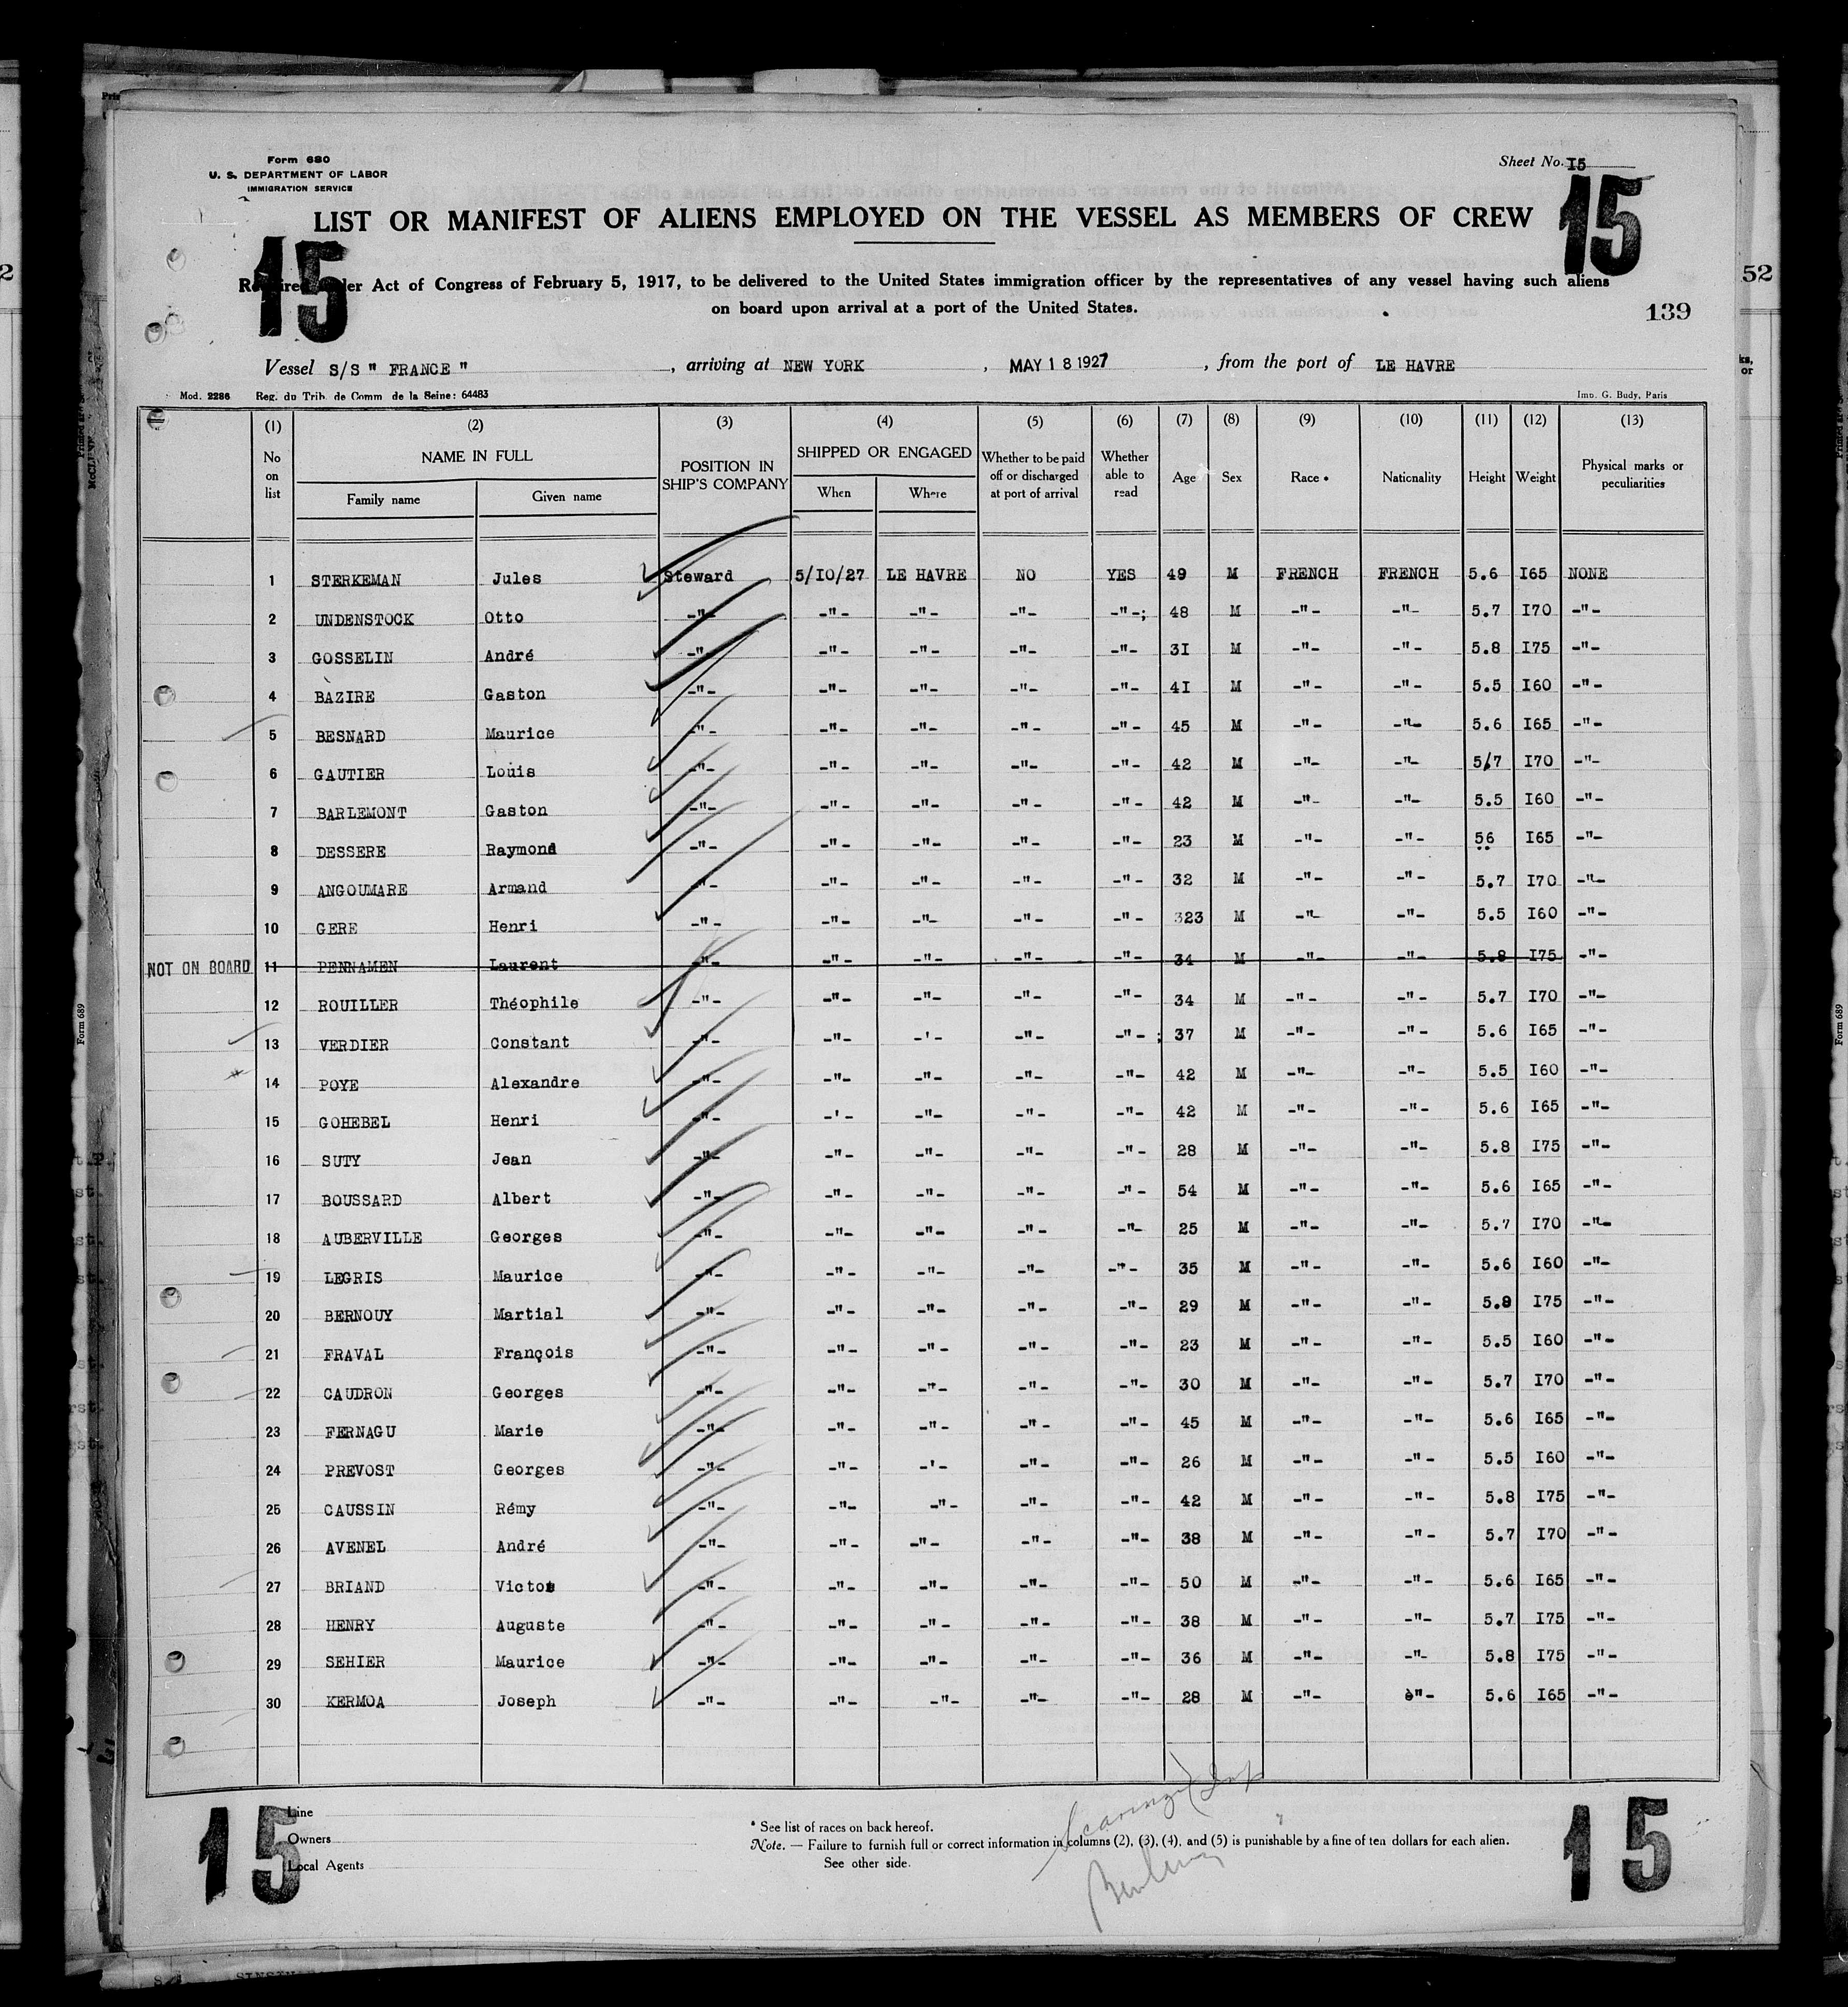 Form 680
U. S. DEPARTMENT OF LABOR
IMMIGRATION SERVICE
Sheet No. I5
15
LIST OR MANIFEST OF ALIENS EMPLOYED ON THE VESSEL AS MEMBERS OF CREW
15
Required under Act of Congress of February 5, 1917, to be delivered to the United States immigration officer by the representatives of any vessel having such aliens
on board upon arrival at a port of the United States.
52
139
Vessel S/S " FRANCE " , arriving at NEW YORK , MAY 18 1927 , from the port of LE HAVRE
Mod. 2286 Reg. du Trib. de Comm de la Seine: 64483 Imp. G. Budy, Paris
(1) (2) (3) (4) (5) (6) (7) (8) (9) (10) (11) (12) (13)
No on list NAME IN FULL Family name Given name POSITION IN SHIP'S COMPANY SHIPPED OR ENGAGED When Where Whether to be paid off or discharged at port of arrival Whether able to read Age Sex Race * Nationality Height Weight Physical marks or peculiarities
1 STERKEMAN Jules Steward 5/IO/27 LE HAVRE NO YES 49 M FRENCH FRENCH 5.6 I65 NONE
2 UNDENSTOCK Otto -"- -"- -"- -"- -"-; 48 M -"- -"- 5.7 I70 -"-
3 GOSSELIN André -"- -"- -"- -"- -"- 3I M -"- -"- 5.8 I75 -"-
4 BAZIRE Gaston -"- -"- -"- -"- -"- 4I M -"- -"- 5.5 I60 -"-
5 BESNARD Maurice -"- -"- -"- -"- -"- 45 M -"- -"- 5.6 I65 -"-
6 GAUTIER Louis -"- -"- -"- -"- -"- 42 M -"- -"- 5/7 I70 -"-
7 BARLEMONT Gaston -"- -"- -"- -"- -"- 42 M -"- -"- 5.5 I60 -"-
8 DESSERE Raymond -"- -"- -"- -"- -"- 23 M -"- -"- 56 I65 -"-
9 ANGOUMARE Armand -"- -"- -"- -"- -"- 32 M -"- -"- 5.7 I70 -"-
10 GERE Henri -"- -"- -"- -"- -"- 323 M -"- -"- 5.5 I60 -"-
NOT ON BOARD 11 PENNAMEN Laurent -"- -"- -"- -"- -"- 34 M -"- -"- 5.8 I75 -"-
12 ROUILLER Théophile -"- -"- -"- -"- -"- 34 M -"- -"- 5.7 I70 -"-
13 VERDIER Constant -"- -"- -'- -"- -"-; 37 M -"- -"- 5.6 I65 -"-
14 POYE Alexandre -"- -"- -"- -"- -"- 42 M -"- -"- 5.5 I60 -"-
15 GOHEBEL Henri -"- -'- -"- -"- -"- 42 M -"- -"- 5.6 I65 -"-
16 SUTY Jean -"- -"- -"- -"- -"- 28 M -"- -"- 5.8 I75 -"-
17 BOUSSARD Albert -"- -"- -"- -"- -"- 54 M -"- -"- 5.6 I65 -"-
18 AUBERVILLE Georges -"- -"- -"- -"- -"- 25 M -"- -"- 5.7 I70 -"-
19 LEGRIS Maurice -"- -"- -"- -"- -"- 35 M -"- -"- 5.6 I60 -"-
20 BERNOUY Martial -"- -"- -"- -"- -"- 29 M -"- -"- 5.8 I75 -"-
21 FRAVAL François -"- -"- -"- -"- -"- 23 M -"- -"- 5.5 I60 -"-
22 CAUDRON Georges -"- -"- -"- -"- -"- 30 M -"- -"- 5.7 I70 -"-
23 FERNAGU Marie -"- -"- -"- -"- -"- 45 M -"- -"- 5.6 I65 -"-
24 PREVOST Georges -"- -"- -'- -"- -"- 26 M -"- -"- 5.5 I60 -"-
25 CAUSSIN Rémy -"- -"- -"- -"- -"- 42 M -"- -"- 5.8 I75 -"-
26 AVENEL André -"- -"- -"- -"- -"- 38 M -"- -"- 5.7 I70 -"-
27 BRIAND Victor -"- -"- -"- -"- -"- 50 M -"- -"- 5.6 I65 -"-
28 HENRY Auguste -"- -"- -"- -"- -"- 38 M -"- -"- 5.7 I75 -"-
29 SEHIER Maurice -"- -"- -"- -"- -"- 36 M -"- -"- 5.8 I75 -"-
30 KERMOA Joseph -"- -"- -"- -"- -"- 28 M -"- è"- 5.6 I65 -"-
15
Line
Owners
Local Agents
* See list of races on back hereof.
Note. — Failure to furnish full or correct information in columns (2), (3), (4), and (5) is punishable by a fine of ten dollars for each alien.
See other side.
15
Form 689
Form 689